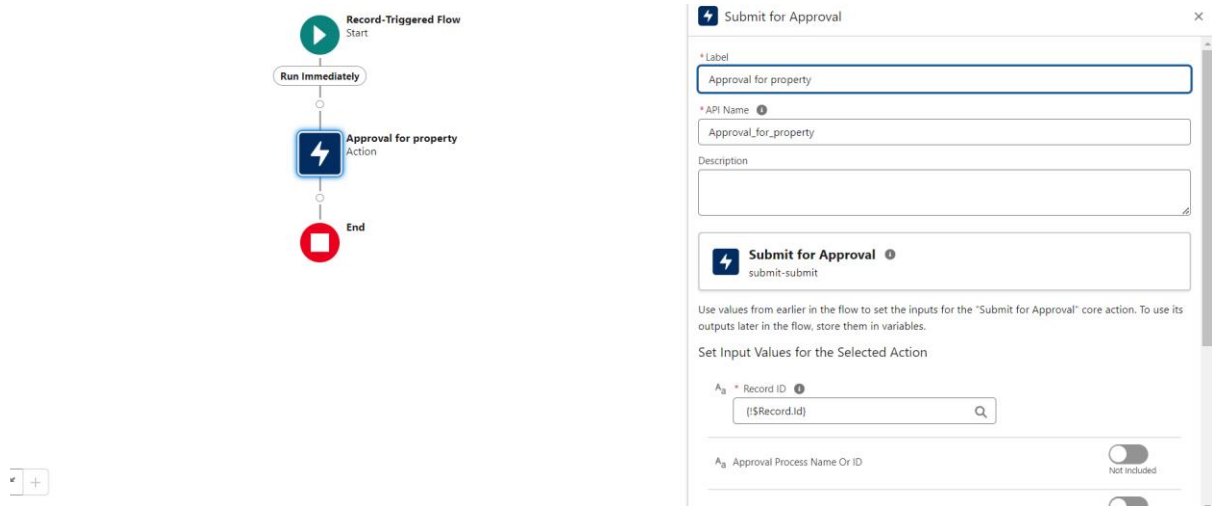 Record-Triggered Flow
Start
Run Immediately
Approval for property
Action
End
Submit for Approval
* Label
Approval for property
* API Name
Approval_for_property
Description
Submit for Approval
submit-submit
Use values from earlier in the flow to set the inputs for the "Submit for Approval" core action. To use its
outputs later in the flow, store them in variables.
Set Input Values for the Selected Action
Aa * Record ID
{!$Record.Id}
Aa Approval Process Name Or ID
Not Included